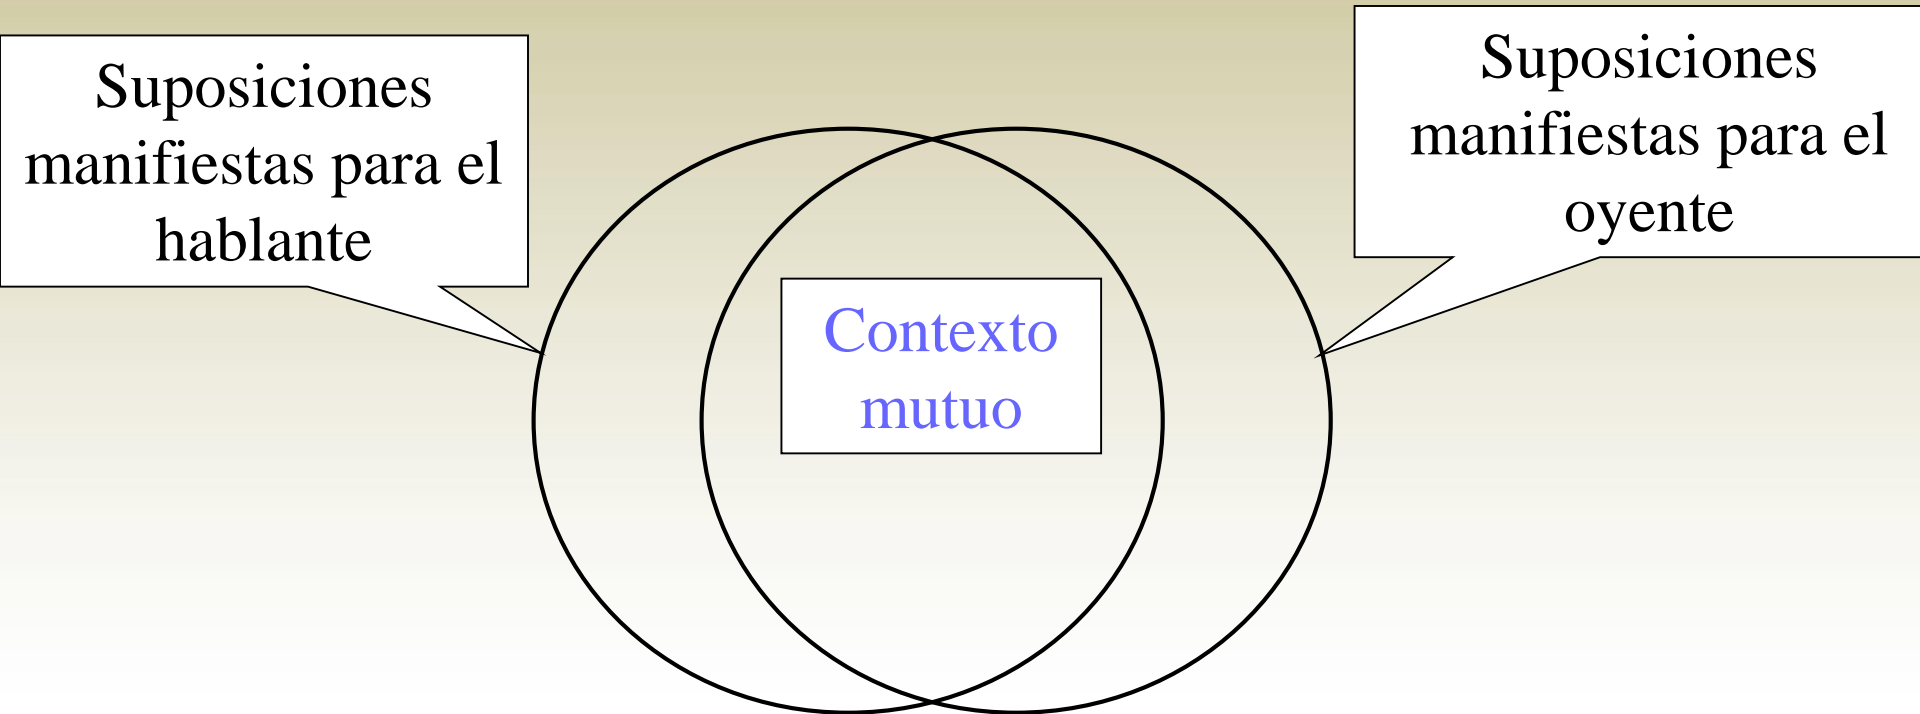 Suposiciones
manifiestas para el
hablante
Suposiciones
manifiestas para el
oyente
Contexto
mutuo